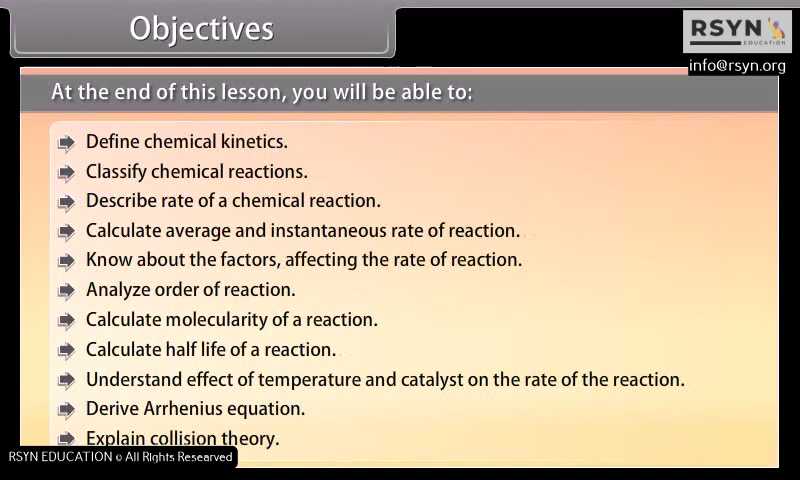 Objectives
RSYN
EDUCATION
info@rsyn.org
At the end of this lesson, you will be able to:
Define chemical kinetics.
Classify chemical reactions.
Describe rate of a chemical reaction.
Calculate average and instantaneous rate of reaction.
Know about the factors, affecting the rate of reaction.
Analyze order of reaction.
Calculate molecularity of a reaction.
Calculate half life of a reaction.
Understand effect of temperature and catalyst on the rate of the reaction.
Derive Arrhenius equation.
Explain collision theory.
RSYN EDUCATION © All Rights Researved